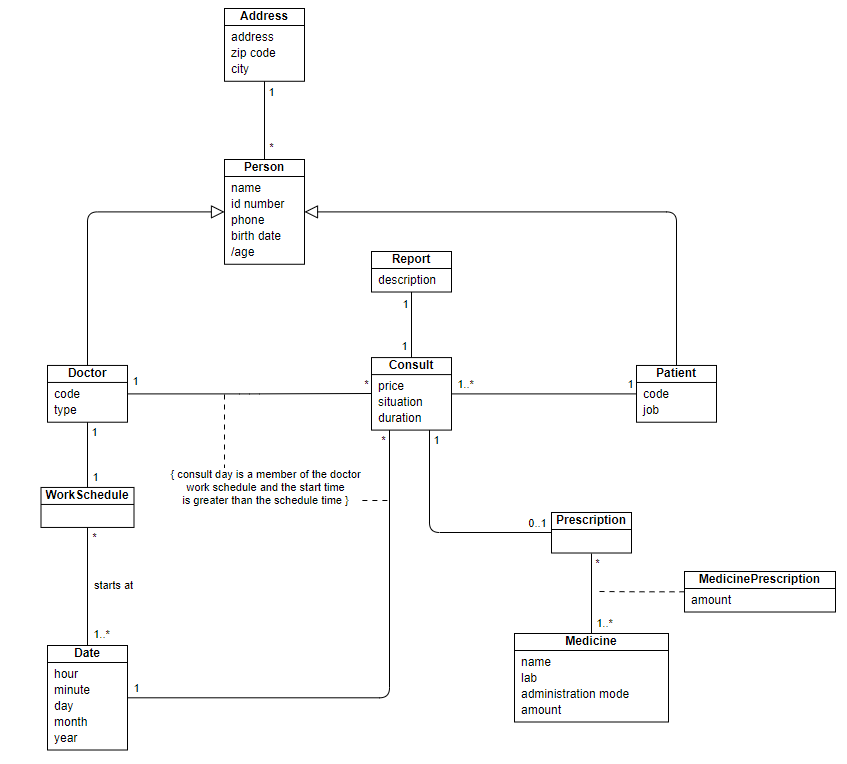 Address
address
zip code
city
1
*
Person
name
id number
phone
birth date
/age
Report
description
1
1
Doctor
code
type
1
*
Consult
price
situation
duration
1..*
1
Patient
code
job
1
1
*
1
{ consult day is a member of the doctor
work schedule and the start time
is greater than the schedule time }
WorkSchedule
*
starts at
1..*
0..1
Prescription
*
MedicinePrescription
amount
1..*
Medicine
name
lab
administration mode
amount
Date
hour
minute
day
month
year
1